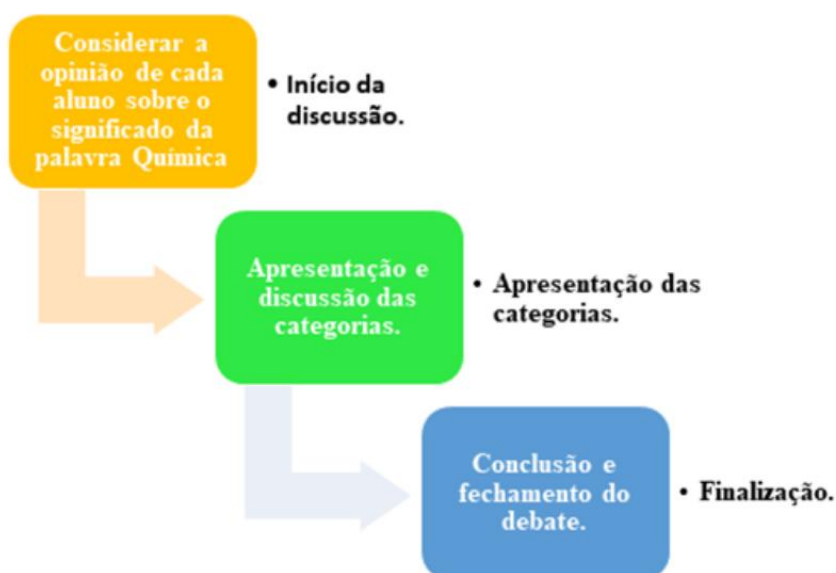 Considerar a
opinião de cada
aluno sobre o
significado da
palavra Química
• Início da
discussão.
Apresentação e
discussão das
categorias.
• Apresentação das
categorias.
Conclusão e
fechamento do
debate.
• Finalização.